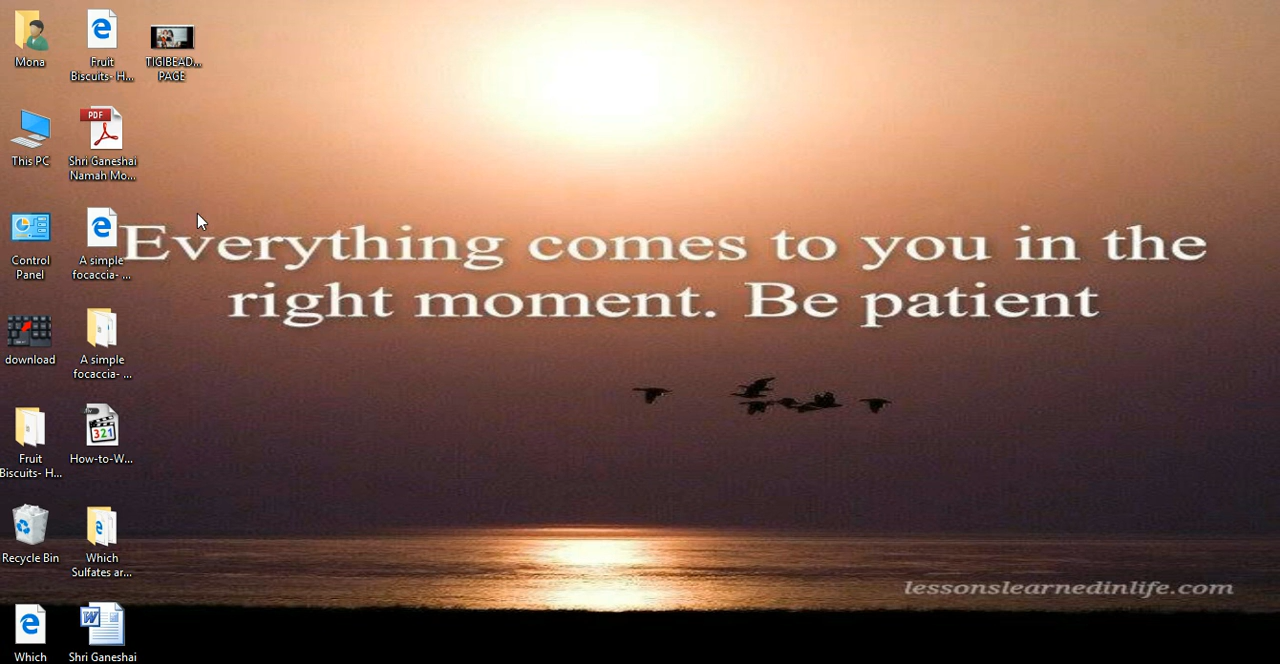 Mona
Fruit
Biscuits- H...
TIGIBEAD...
PAGE
This PC
PDF
Shri Ganeshai
Namah Mo...
Control
Panel
A simple
focaccia- ...
Everything comes to you in the
right moment. Be patient
download
A simple
focaccia- ...
Fruit
Biscuits- H...
321
How-to-W...
Recycle Bin
Which
Sulfates ar...
lessonslearnedinlife.com
Which
W
Shri Ganeshai